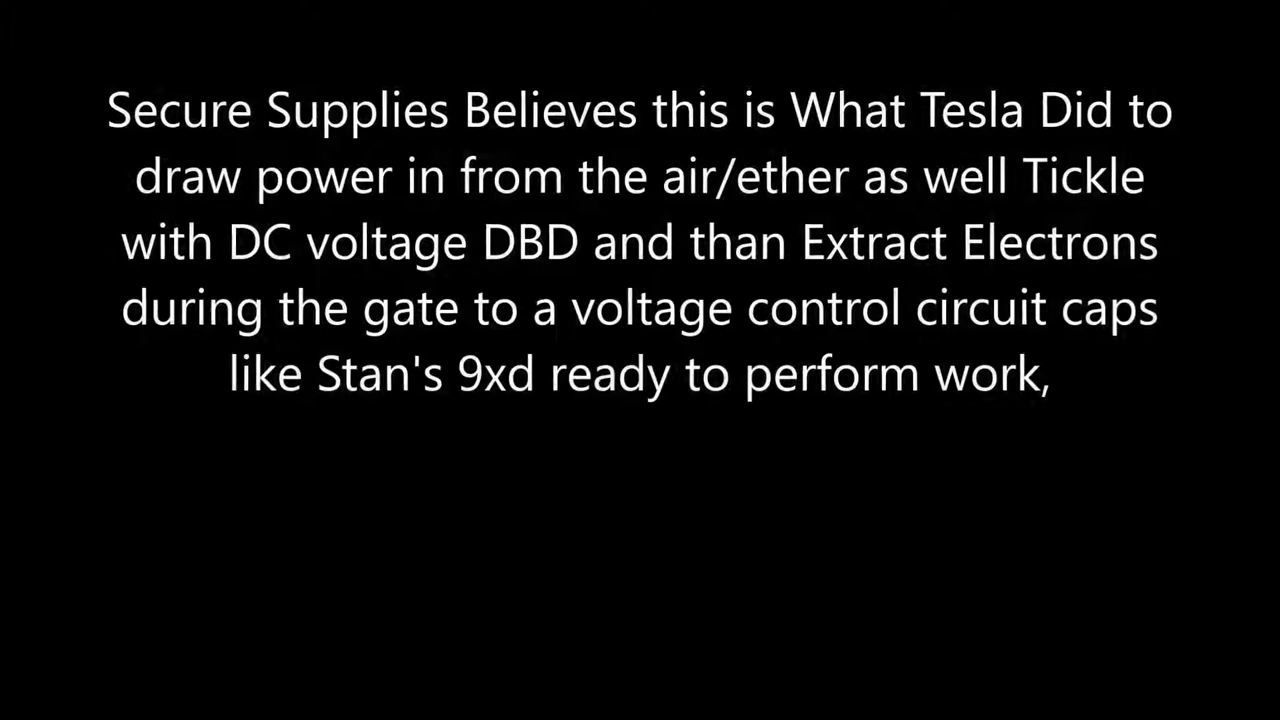 Secure Supplies Believes this is What Tesla Did to
draw power in from the air/ether as well Tickle
with DC voltage DBD and than Extract Electrons
during the gate to a voltage control circuit caps
like Stan's 9xd ready to perform work,